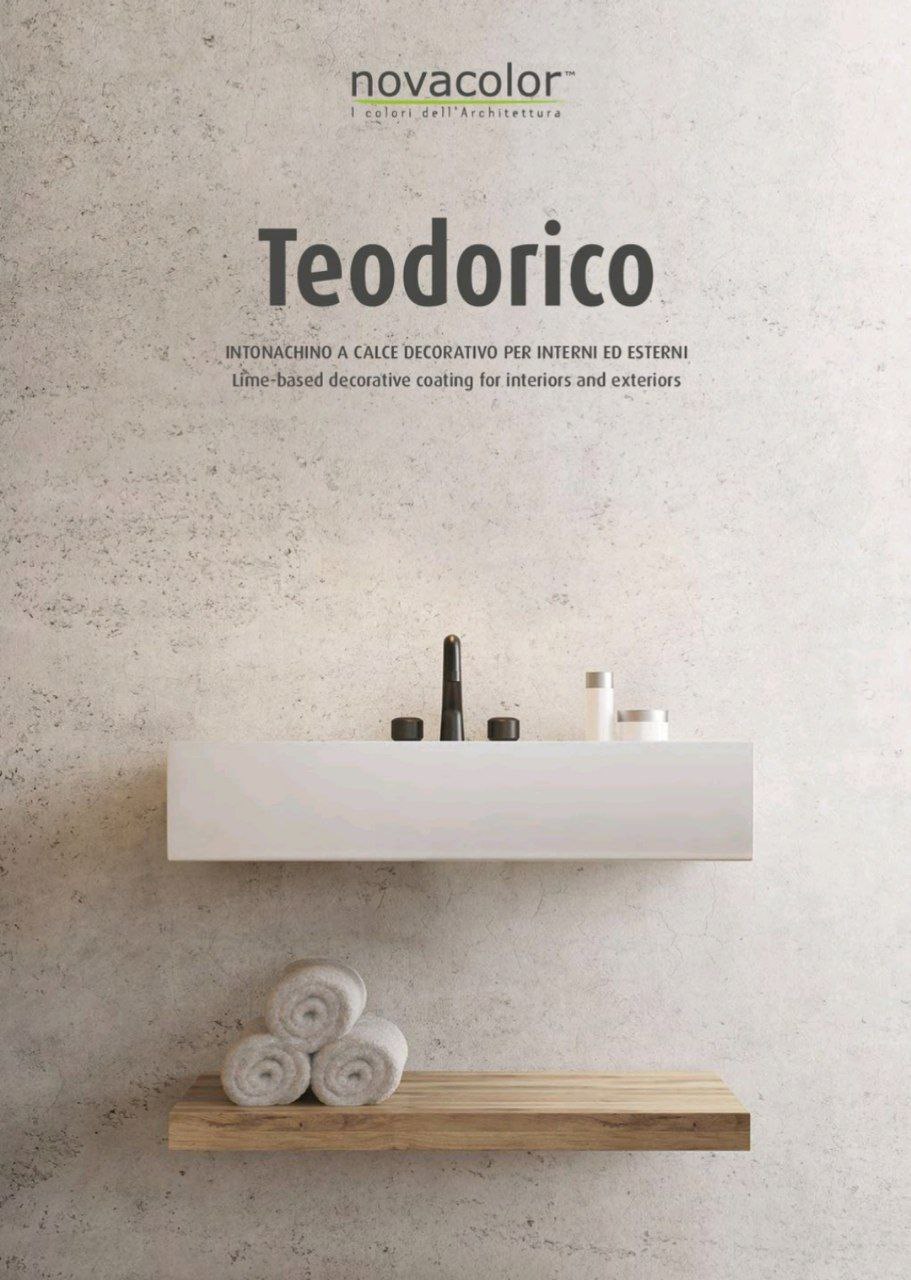 novacolor™
I colori dell'Architettura
Teodorico
INTONACHINO A CALCE DECORATIVO PER INTERNI ED ESTERNI
Lime-based decorative coating for interiors and exteriors